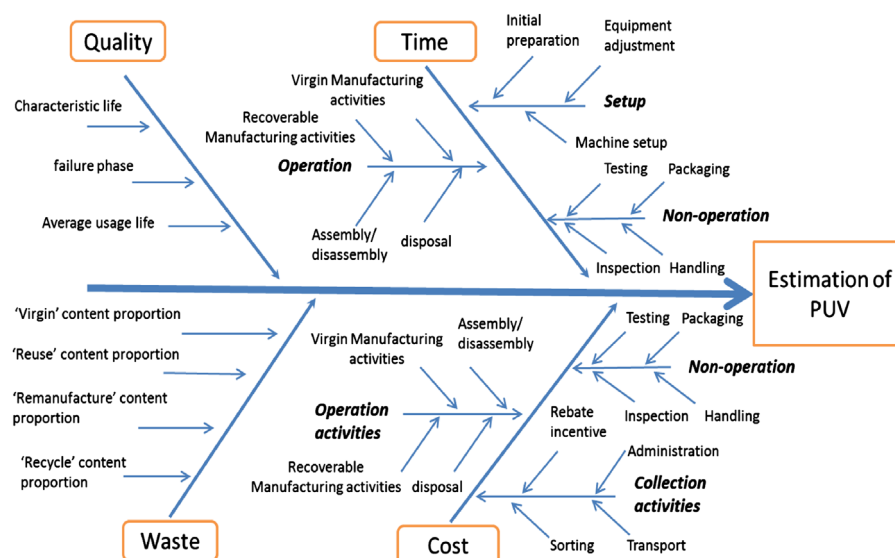 Quality
Time
Initial
preparation
Equipment
adjustment
Virgin Manufacturing
activities
Characteristic life
Recoverable
Manufacturing activities
Setup
Machine setup
failure phase
Operation
Testing
Packaging
Average usage life
Non-operation
Assembly/
disassembly
disposal
Inspection
Handling
Estimation of
PUV
'Virgin' content proportion
'Reuse' content
proportion
'Remanufacture' content
proportion
'Recycle' content
proportion
Waste
Virgin Manufacturing
activities
Assembly/
disassembly
Testing
Packaging
Non-operation
Operation
activities
Rebate
incentive
Inspection
Handling
Administration
Recoverable
Manufacturing activities
disposal
Collection
activities
Sorting
Transport
Cost